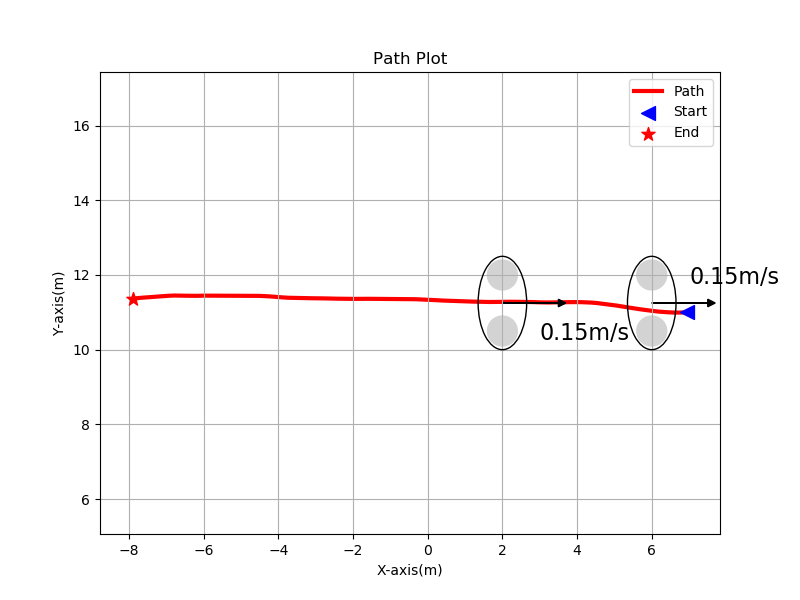 Path Plot
Path
Start
End
16
14
12
10
8
6
0.15m/s
0.15m/s
Y-axis(m)
−8
−6
−4
−2
0
2
4
6
X-axis(m)